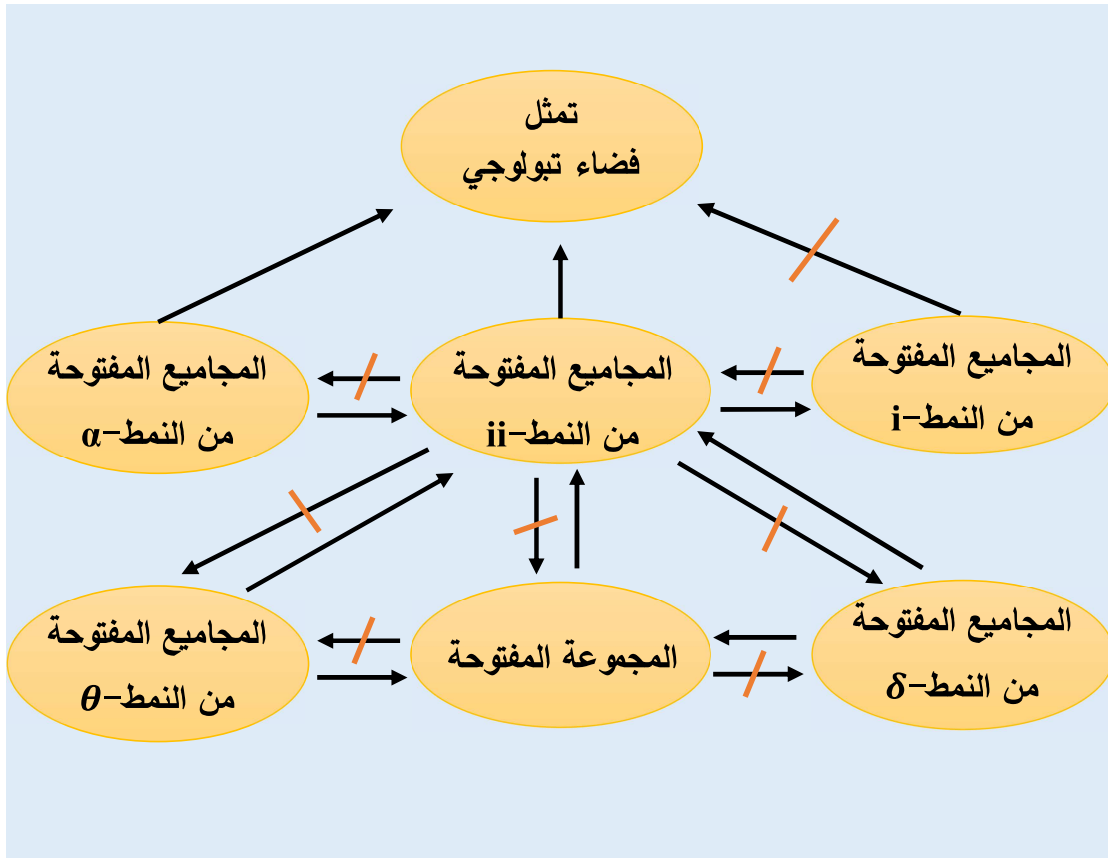 تمثل
فضاء تبولوجي
المجاميع المفتوحة
من النمط-i
المجاميع المفتوحة
من النمط-ii
المجاميع المفتوحة
من النمط-α
المجاميع المفتوحة
من النمط-δ
المجموعة المفتوحة
المجاميع المفتوحة
من النمط-θ